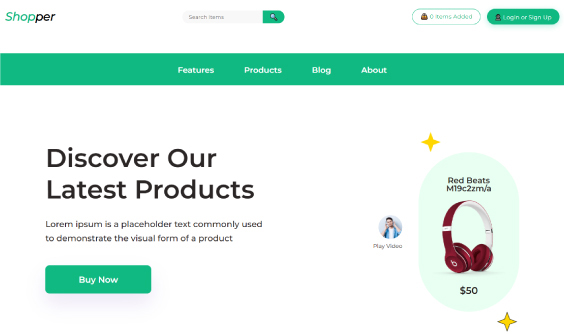 Shopper
Search Items
0 Items Added
Login or Sign Up
Features
Products
Blog
About
Discover Our
Latest Products
Lorem ipsum is a placeholder text commonly used
to demonstrate the visual form of a product
Buy Now
Play Video
Red Beats
M19c2zm/a
$50